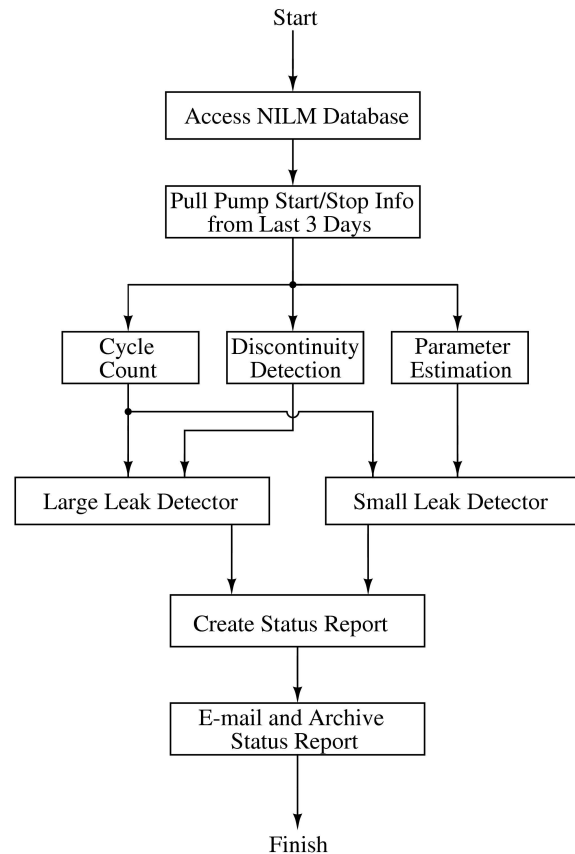 Start
Access NILM Database
Pull Pump Start/Stop Info
from Last 3 Days
Cycle
Count
Discontinuity
Detection
Parameter
Estimation
Large Leak Detector
Small Leak Detector
Create Status Report
E-mail and Archive
Status Report
Finish